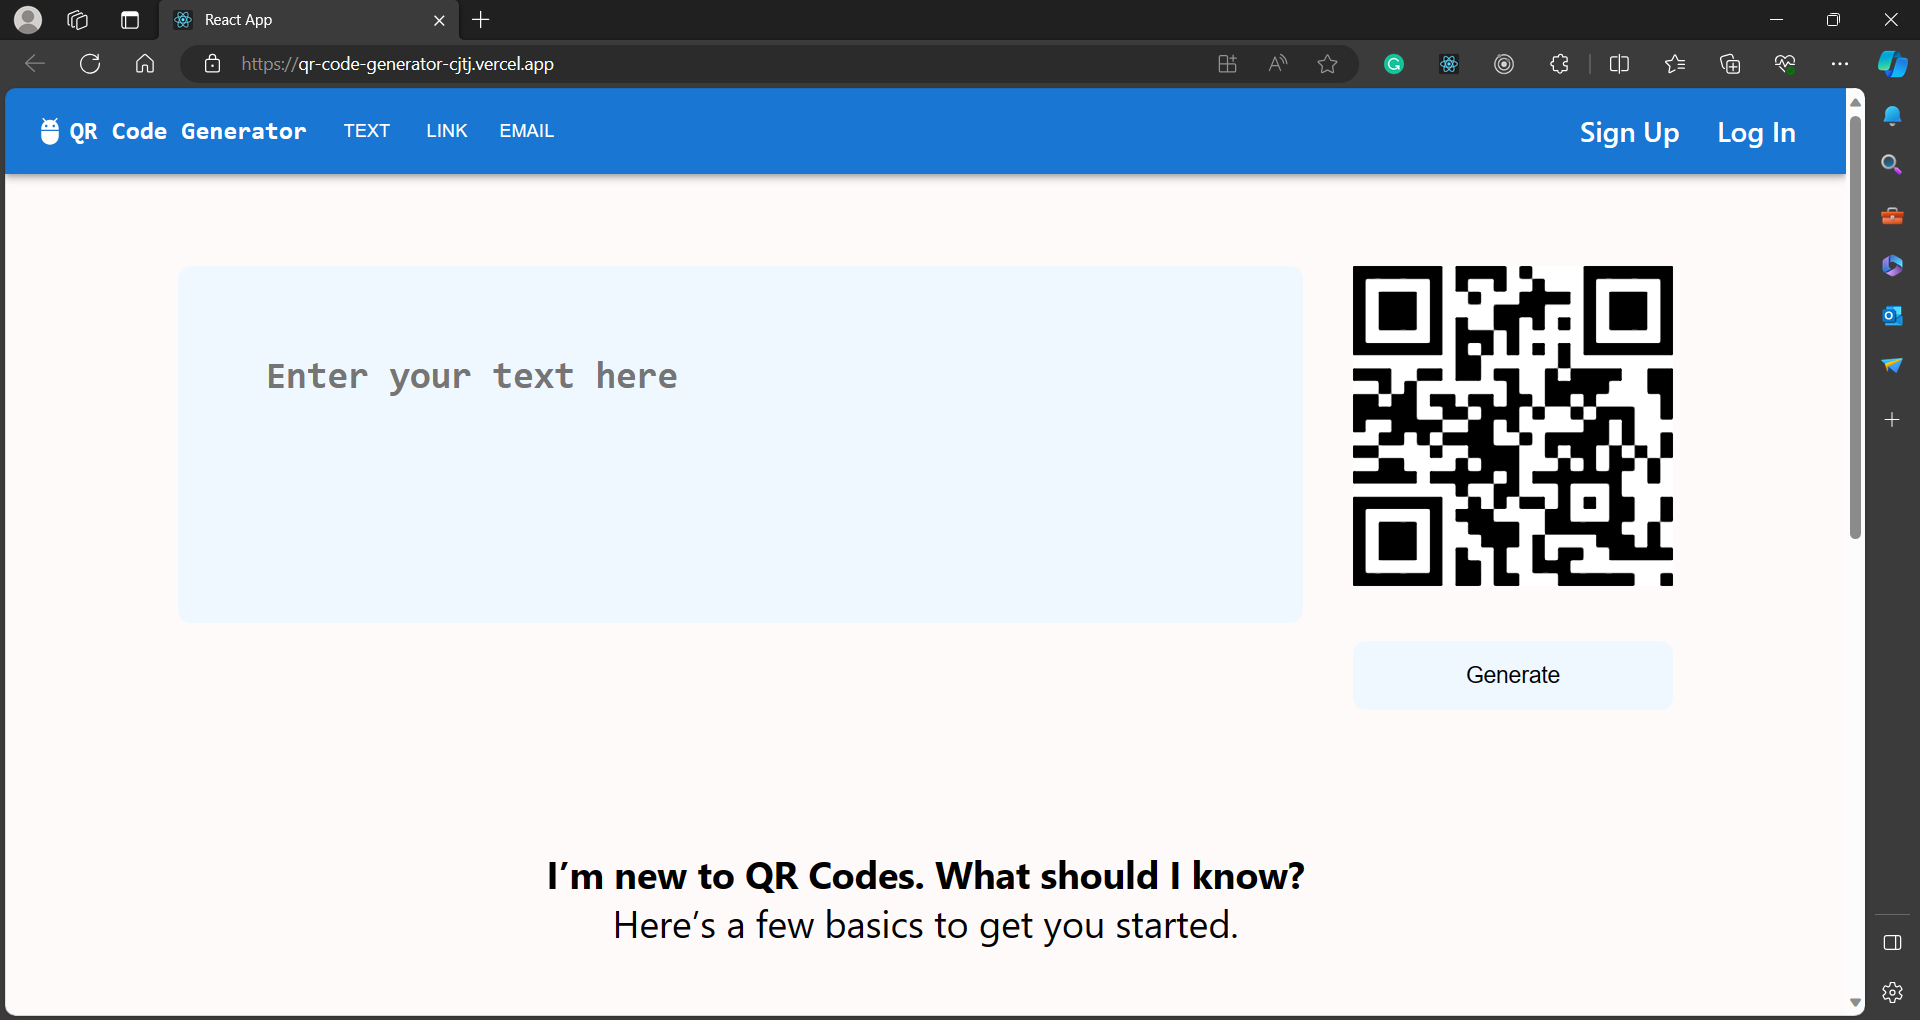 React App
https://qr-code-generator-cjtj.vercel.app
QR Code Generator TEXT LINK EMAIL Sign Up Log In
Enter your text here
Generate
I’m new to QR Codes. What should I know?
Here’s a few basics to get you started.